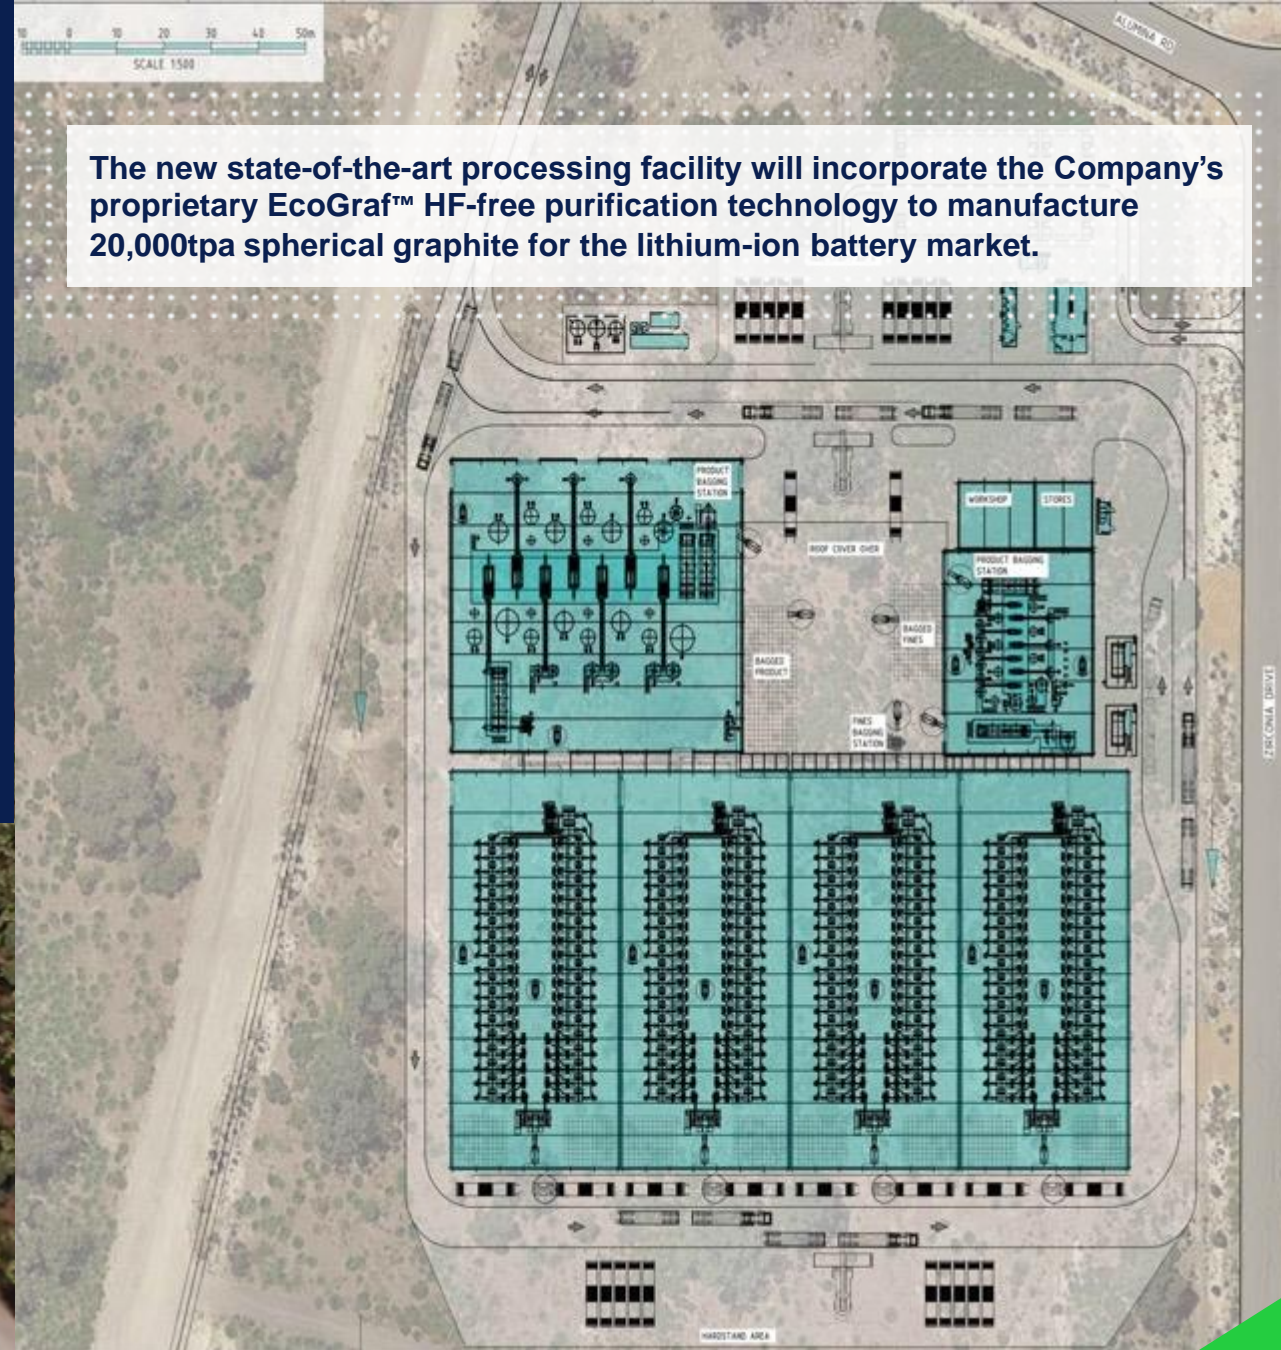 10 0 10 20 30 40 50m
SCALE 1:500
ALUMINA RD
The new state-of-the-art processing facility will incorporate the Company’s
proprietary EcoGraf™ HF-free purification technology to manufacture
20,000tpa spherical graphite for the lithium-ion battery market.
PRODUCT
BAGGING
STATION
WORKSHOP
STORES
ROOF COVER OVER
PRODUCT BAGGING
STATION
BAGGED
FINES
BAGGED
PRODUCT
FINES
BAGGING
STATION
ZIRCONIA DRIVE
HARDSTAND AREA